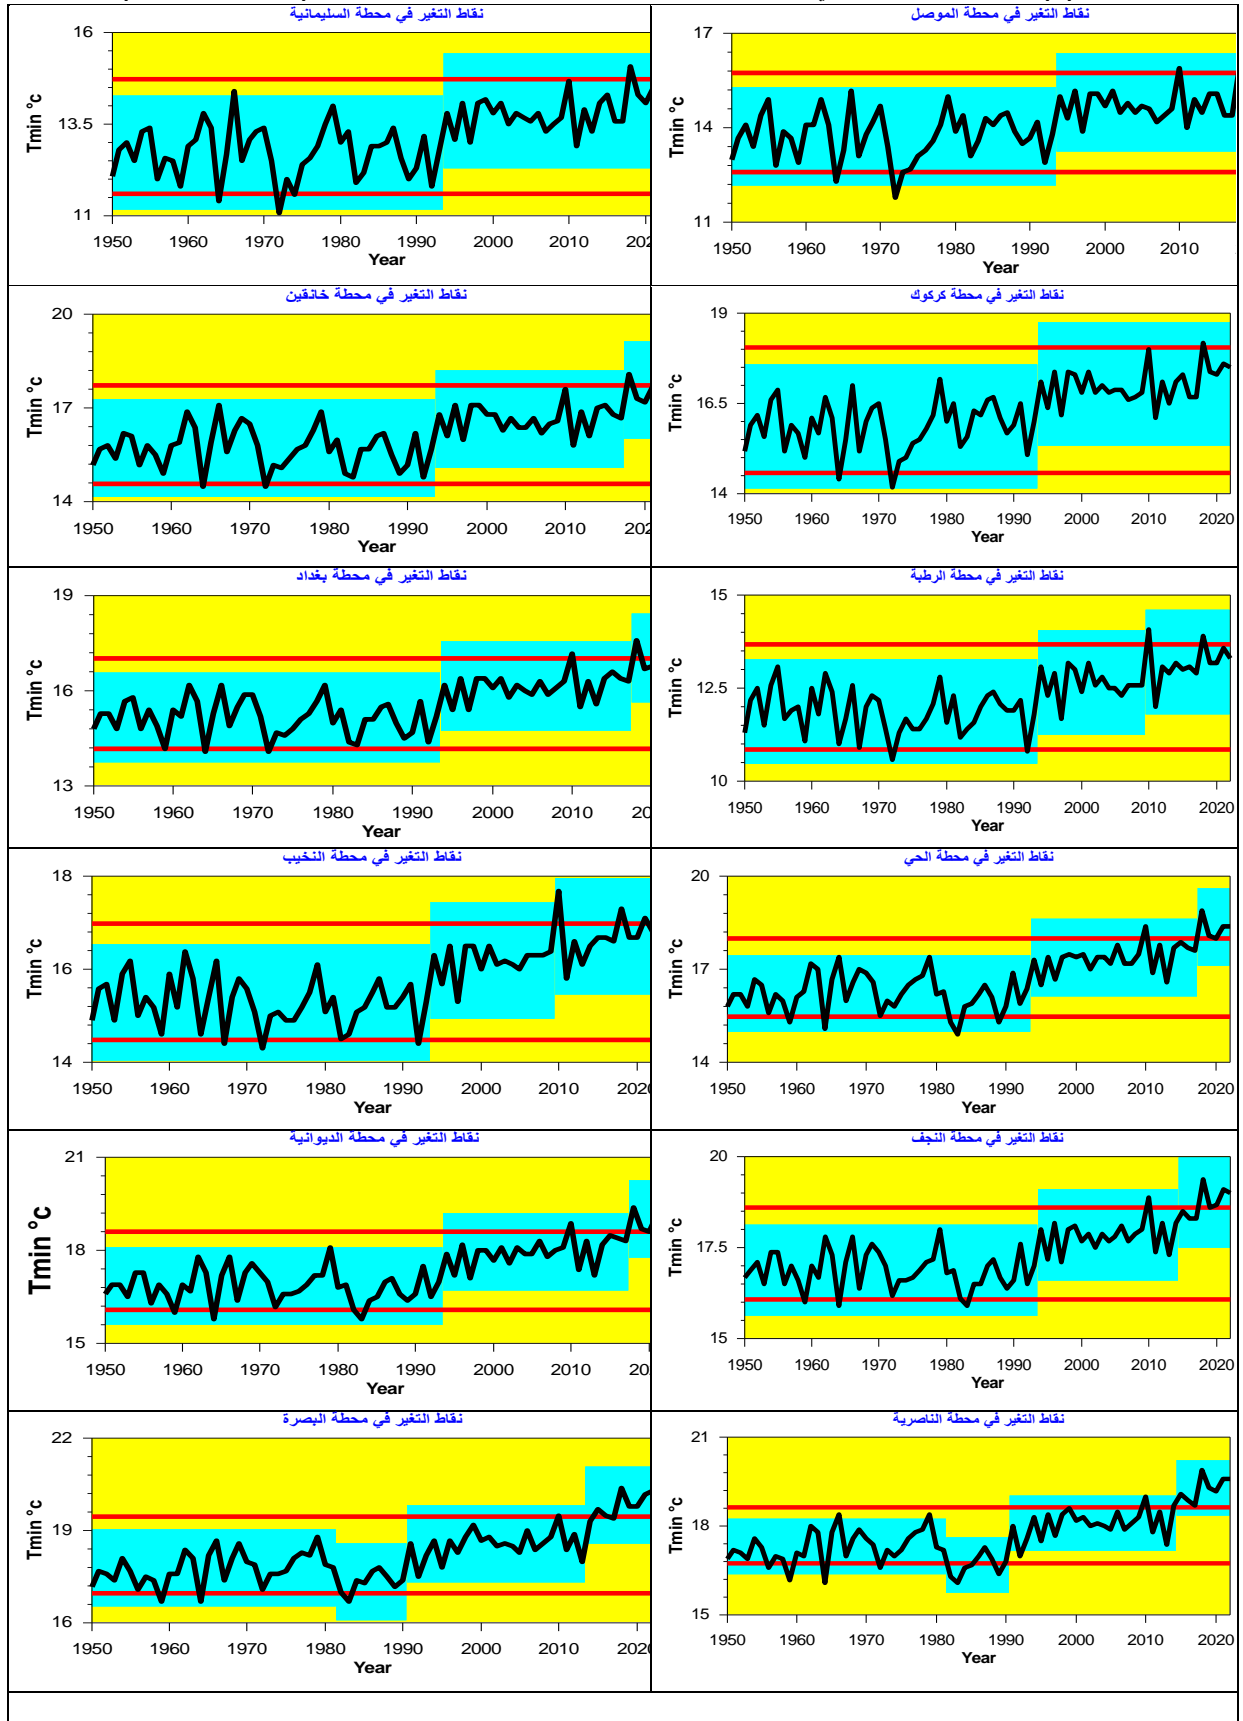 نقاط التغير في محطة الموصل
Tmin °c
17
14
11
1950 1960 1970 1980 1990 2000 2010
Year
نقاط التغير في محطة السليمانية
Tmin °c
16
13.5
11
1950 1960 1970 1980 1990 2000 2010
Year
نقاط التغير في محطة كركوك
Tmin °c
19
16.5
14
1950 1960 1970 1980 1990 2000 2010 2020
Year
نقاط التغير في محطة خانقين
Tmin °c
20
17
14
1950 1960 1970 1980 1990 2000 2010
Year
نقاط التغير في محطة الرطبة
Tmin °c
15
12.5
10
1950 1960 1970 1980 1990 2000 2010 2020
Year
نقاط التغير في محطة بغداد
Tmin °c
19
16
13
1950 1960 1970 1980 1990 2000 2010 20
Year
نقاط التغير في محطة الحي
Tmin °c
20
17
14
1950 1960 1970 1980 1990 2000 2010 2020
Year
نقاط التغير في محطة النخيب
Tmin °c
18
16
14
1950 1960 1970 1980 1990 2000 2010 2020
Year
نقاط التغير في محطة النجف
Tmin °c
20
17.5
15
1950 1960 1970 1980 1990 2000 2010 2020
Year
نقاط التغير في محطة الديوانية
Tmin °c
21
18
15
1950 1960 1970 1980 1990 2000 2010
Year
نقاط التغير في محطة الناصرية
Tmin °c
21
18
15
1950 1960 1970 1980 1990 2000 2010 2020
Year
نقاط التغير في محطة البصرة
Tmin °c
22
19
16
1950 1960 1970 1980 1990 2000 2010 2020
Year